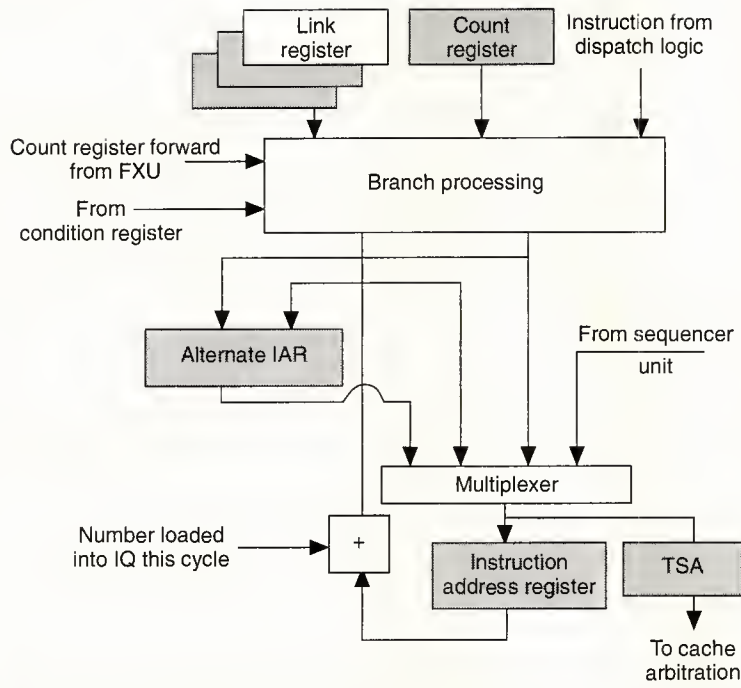 Link
register
Count
register
Instruction from
dispatch logic
Count register forward
from FXU
Branch processing
From
condition register
From sequencer
unit
Alternate IAR
Multiplexer
Number loaded
into IQ this cycle
+
Instruction
address register
TSA
To cache
arbitration